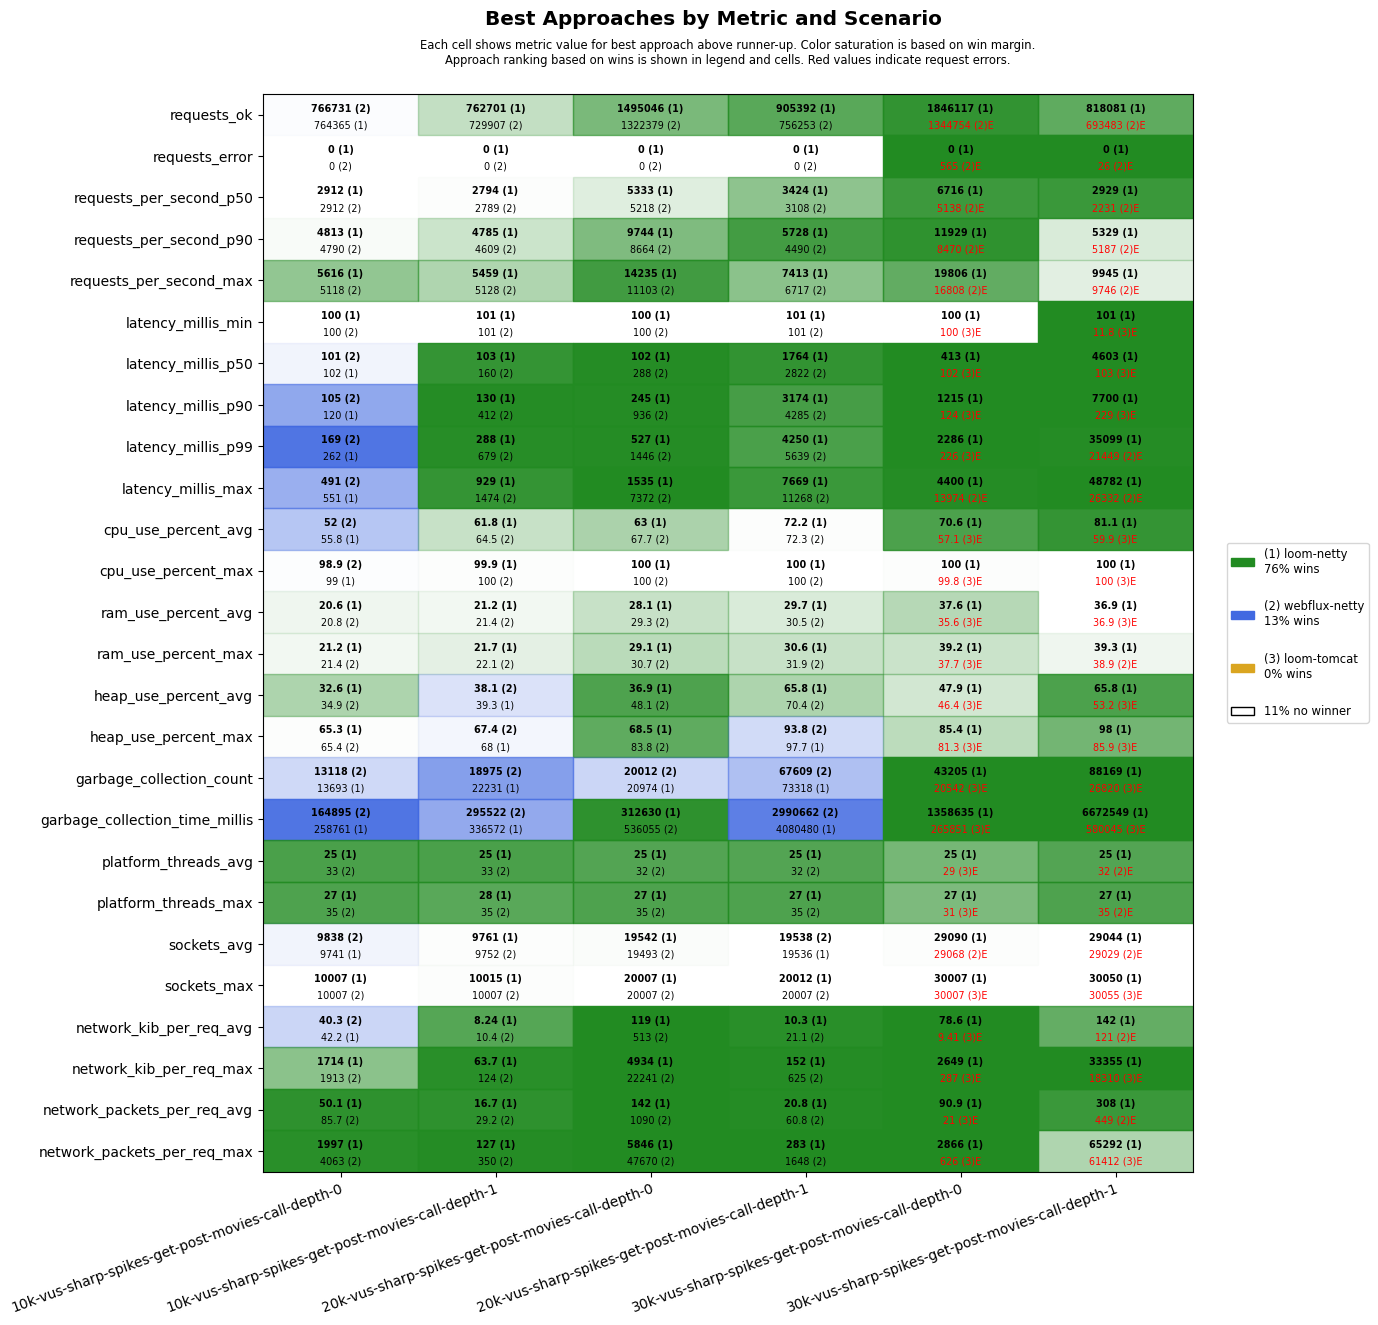 Best Approaches by Metric and Scenario
Each cell shows metric value for best approach above runner-up. Color saturation is based on win margin.
Approach ranking based on wins is shown in legend and cells. Red values indicate request errors.
requests_ok
766731 (2) 762701 (1) 1495046 (1) 905392 (1) 1846117 (1) 818081 (1)
764365 (1) 729907 (2) 1322379 (2) 756253 (2) 1344754 (2)E 693483 (2)E
requests_error
0 (1) 0 (1) 0 (1) 0 (1) 0 (1) 0 (1)
0 (2) 0 (2) 0 (2) 0 (2) 565 (2)E 26 (2)E
requests_per_second_p50
2912 (1) 2794 (1) 5333 (1) 3424 (1) 6716 (1) 2929 (1)
2912 (2) 2789 (2) 5218 (2) 3108 (2) 5138 (2)E 2231 (2)E
requests_per_second_p90
4813 (1) 4785 (1) 9744 (1) 5728 (1) 11929 (1) 5329 (1)
4790 (2) 4609 (2) 8664 (2) 4490 (2) 8470 (2)E 5187 (2)E
requests_per_second_max
5616 (1) 5459 (1) 14235 (1) 7413 (1) 19806 (1) 9945 (1)
5118 (2) 5128 (2) 11103 (2) 6717 (2) 16808 (2)E 9746 (2)E
latency_millis_min
100 (1) 101 (1) 100 (1) 101 (1) 100 (1) 101 (1)
100 (2) 101 (2) 100 (2) 101 (2) 100 (3)E 11.8 (3)E
latency_millis_p50
101 (2) 103 (1) 102 (1) 1764 (1) 413 (1) 4603 (1)
102 (1) 160 (2) 288 (2) 2822 (2) 102 (3)E 103 (3)E
latency_millis_p90
105 (2) 130 (1) 245 (1) 3174 (1) 1215 (1) 7700 (1)
120 (1) 412 (2) 936 (2) 4285 (2) 124 (3)E 229 (3)E
latency_millis_p99
169 (2) 288 (1) 527 (1) 4250 (1) 2286 (1) 35099 (1)
262 (1) 679 (2) 1446 (2) 5639 (2) 226 (3)E 21449 (2)E
latency_millis_max
491 (2) 929 (1) 1535 (1) 7669 (1) 4400 (1) 48782 (1)
551 (1) 1474 (2) 7372 (2) 11268 (2) 13974 (2)E 26332 (2)E
cpu_use_percent_avg
52 (2) 61.8 (1) 63 (1) 72.2 (1) 70.6 (1) 81.1 (1)
55.8 (1) 64.5 (2) 67.7 (2) 72.3 (2) 57.1 (3)E 59.9 (3)E
cpu_use_percent_max
98.9 (2) 99.9 (1) 100 (1) 100 (1) 100 (1) 100 (1)
99 (1) 100 (2) 100 (2) 100 (2) 99.8 (3)E 100 (3)E
ram_use_percent_avg
20.6 (1) 21.2 (1) 28.1 (1) 29.7 (1) 37.6 (1) 36.9 (1)
20.8 (2) 21.4 (2) 29.3 (2) 30.5 (2) 35.6 (3)E 36.9 (3)E
ram_use_percent_max
21.2 (1) 21.7 (1) 29.1 (1) 30.6 (1) 39.2 (1) 39.3 (1)
21.4 (2) 22.1 (2) 30.7 (2) 31.9 (2) 37.7 (3)E 38.9 (2)E
heap_use_percent_avg
32.6 (1) 38.1 (2) 36.9 (1) 65.8 (1) 47.9 (1) 65.8 (1)
34.9 (2) 39.3 (1) 48.1 (2) 70.4 (2) 46.4 (3)E 53.2 (3)E
heap_use_percent_max
65.3 (1) 67.4 (2) 68.5 (1) 93.8 (2) 85.4 (1) 98 (1)
65.4 (2) 68 (1) 83.8 (2) 97.7 (1) 81.3 (3)E 85.9 (3)E
garbage_collection_count
13118 (2) 18975 (2) 20012 (2) 67609 (2) 43205 (1) 88169 (1)
13693 (1) 22231 (1) 20974 (1) 73318 (1) 20542 (3)E 26820 (3)E
garbage_collection_time_millis
164895 (2) 295522 (2) 312630 (1) 2990662 (2) 1358635 (1) 6672549 (1)
258761 (1) 336572 (1) 536055 (2) 4080480 (1) 265851 (3)E 580045 (3)E
platform_threads_avg
25 (1) 25 (1) 25 (1) 25 (1) 25 (1) 25 (1)
33 (2) 33 (2) 32 (2) 32 (2) 29 (3)E 32 (2)E
platform_threads_max
27 (1) 28 (1) 27 (1) 27 (1) 27 (1) 27 (1)
35 (2) 35 (2) 35 (2) 35 (2) 31 (3)E 35 (2)E
sockets_avg
9838 (2) 9761 (1) 19542 (1) 19538 (2) 29090 (1) 29044 (1)
9741 (1) 9752 (2) 19493 (2) 19536 (1) 29068 (2)E 29029 (2)E
sockets_max
10007 (1) 10015 (1) 20007 (1) 20012 (1) 30007 (1) 30050 (1)
10007 (2) 10007 (2) 20007 (2) 20007 (2) 30007 (3)E 30055 (3)E
network_kib_per_req_avg
40.3 (2) 8.24 (1) 119 (1) 10.3 (1) 78.6 (1) 142 (1)
42.2 (1) 10.4 (2) 513 (2) 21.1 (2) 9.41 (3)E 121 (2)E
network_kib_per_req_max
1714 (1) 63.7 (1) 4934 (1) 152 (1) 2649 (1) 33355 (1)
1913 (2) 124 (2) 22241 (2) 625 (2) (3)E (3)E
network_packets_per_req_avg
50.1 (1) 16.7 (1) 142 (1) 20.8 (1) 90.9 (1) 308 (1)
85.7 (2) 29.2 (2) 1090 (2) 60.8 (2) 21 (3)E 449 (2)E
network_packets_per_req_max
1997 (1) 127 (1) 5846 (1) 283 (1) 2866 (1) 65292 (1)
4063 (2) 350 (2) 47670 (2) 1648 (2) 626 (3)E 61412 (3)E
10k-vus-sharp-spikes-get-post-movies-call-depth-0
10k-vus-sharp-spikes-get-post-movies-call-depth-1
20k-vus-sharp-spikes-get-post-movies-call-depth-0
20k-vus-sharp-spikes-get-post-movies-call-depth-1
30k-vus-sharp-spikes-get-post-movies-call-depth-0
30k-vus-sharp-spikes-get-post-movies-call-depth-1
(1) loom-netty
76% wins
(2) webflux-netty
13% wins
(3) loom-tomcat
0% wins
11% no winner